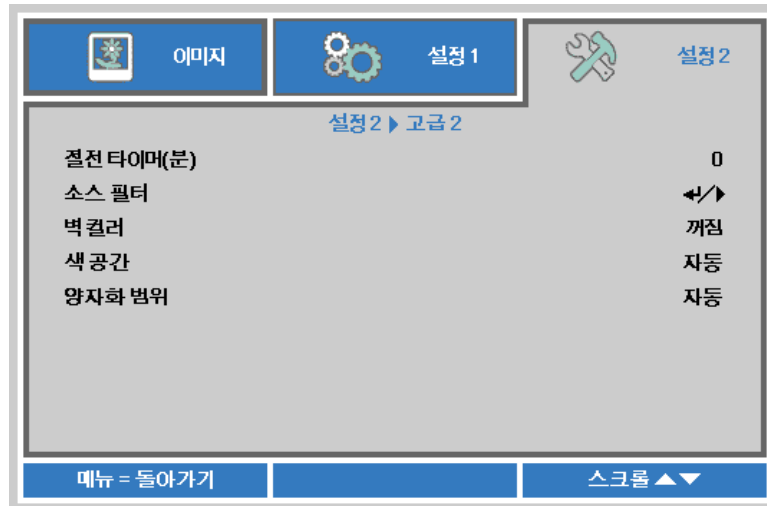 이미지
설정 1
설정 2
설정 2 ▶ 고급 2
절전 타이머(분) 0
소스 필터 ↵/▶
벽 컬러 꺼짐
색 공간 자동
양자화 범위 자동
메뉴 = 돌아가기
스크롤 ▲▼